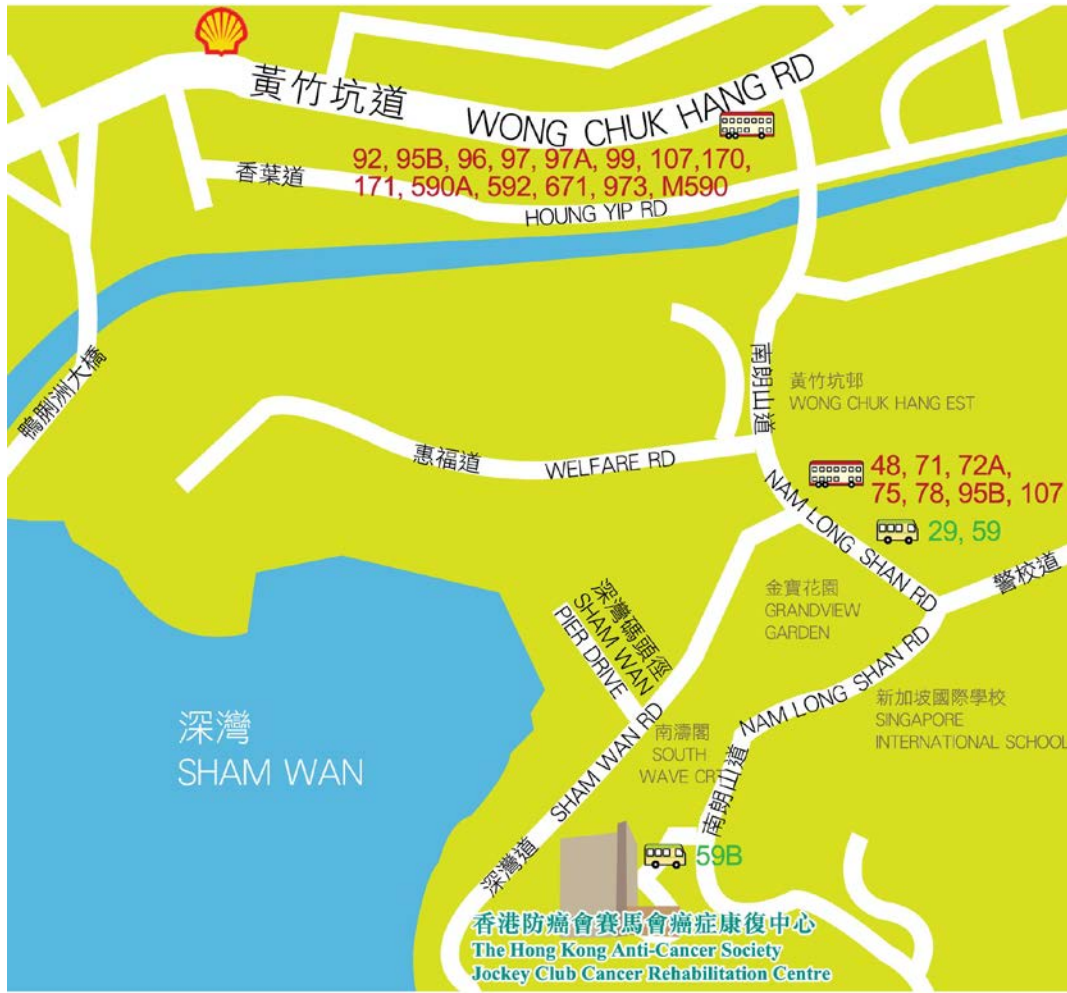 黃竹坑道 WONG CHUK HANG RD
92, 95B, 96, 97, 97A, 99, 107,170,
171, 590A, 592, 671, 973, M590
香葉道
HOUNG YIP RD
鴨脷洲大橋
南朗山道
黃竹坑邨
WONG CHUK HANG EST
惠福道 WELFARE RD
48, 71, 72A,
75, 78, 95B, 107
NAM LONG SHAN RD
29, 59
警校道
金寶花園
GRANDVIEW
GARDEN
深灣碼頭徑
SHAM WAN
PIER DRIVE
NAM LONG SHAN RD
新加坡國際學校
SINGAPORE
INTERNATIONAL SCHOOL
深灣
SHAM WAN
南濤閣
SOUTH
WAVE CRT
南朗山道
深灣道 SHAM WAN RD
59B
香港防癌會賽馬會癌症康復中心
The Hong Kong Anti-Cancer Society
Jockey Club Cancer Rehabilitation Centre